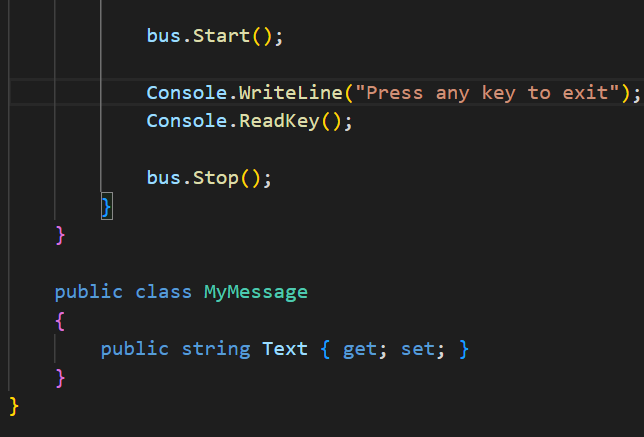 bus.Start();
Console.WriteLine("Press any key to exit");
Console.ReadKey();
bus.Stop();
}
}
public class MyMessage
{
public string Text { get; set; }
}
}